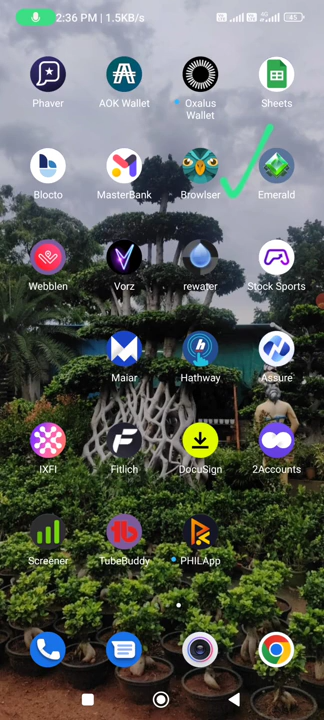 2:36 PM | 1.5KB/s
Phaver
AOK Wallet
Oxalus
Wallet
Sheets
Blocto
MasterBank
Browlser
Emerald
Webblen
Vorz
rewater
Stock Sports
Maiar
Hathway
Assure
IXFI
Fitlich
DocuSign
2Accounts
Screener
TubeBuddy
PHILApp